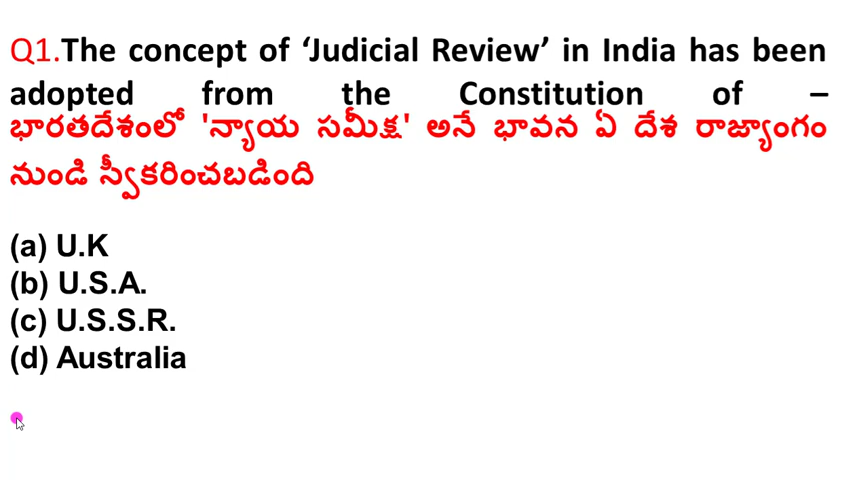 Q1.The concept of ‘Judicial Review’ in India has been
adopted from the Constitution of –
భారతదేశంలో 'న్యాయ సమీక్ష' అనే భావన ఏ దేశ రాజ్యాంగం
నుండి స్వీకరించబడింది
(a) U.K
(b) U.S.A.
(c) U.S.S.R.
(d) Australia